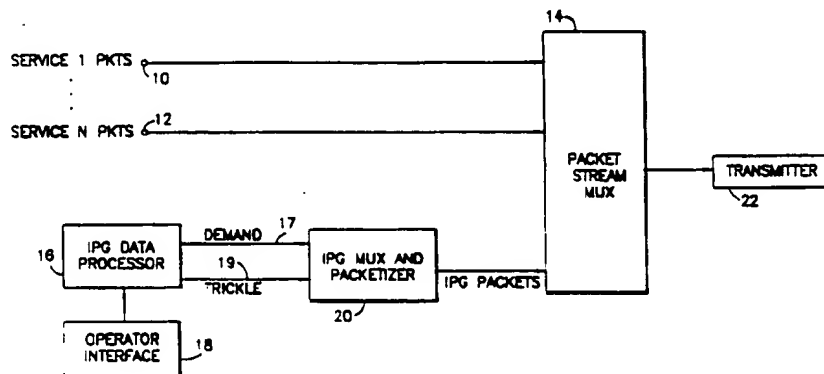 14
SERVICE 1 PKTS
10
SERVICE N PKTS
12
PACKET
STREAM
MUX
TRANSMITTER
22
DEMAND
17
16
IPG DATA
PROCESSOR
19
TRICKLE
IPG MUX AND
PACKETIZER
20
IPG PACKETS
OPERATOR
INTERFACE
18